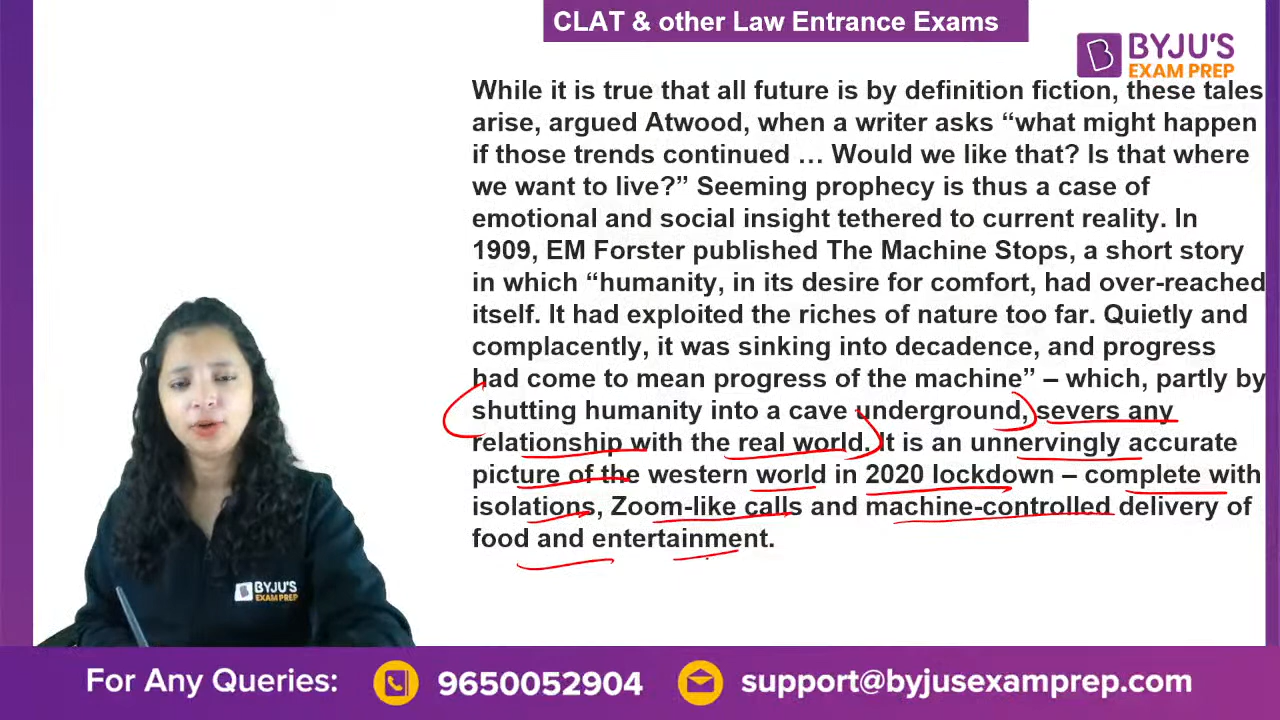 CLAT & other Law Entrance Exams
BYJU'S
EXAM PREP
While it is true that all future is by definition fiction, these tales
arise, argued Atwood, when a writer asks “what might happen
if those trends continued … Would we like that? Is that where
we want to live?” Seeming prophecy is thus a case of
emotional and social insight tethered to current reality. In
1909, EM Forster published The Machine Stops, a short story
in which “humanity, in its desire for comfort, had over-reached
itself. It had exploited the riches of nature too far. Quietly and
complacently, it was sinking into decadence, and progress
had come to mean progress of the machine” – which, partly by
shutting humanity into a cave underground, severs any
relationship with the real world. It is an unnervingly accurate
picture of the western world in 2020 lockdown – complete with
isolations, Zoom-like calls and machine-controlled delivery of
food and entertainment.
BYJU'S
EXAM PREP
For Any Queries:
9650052904
support@byjusexamprep.com